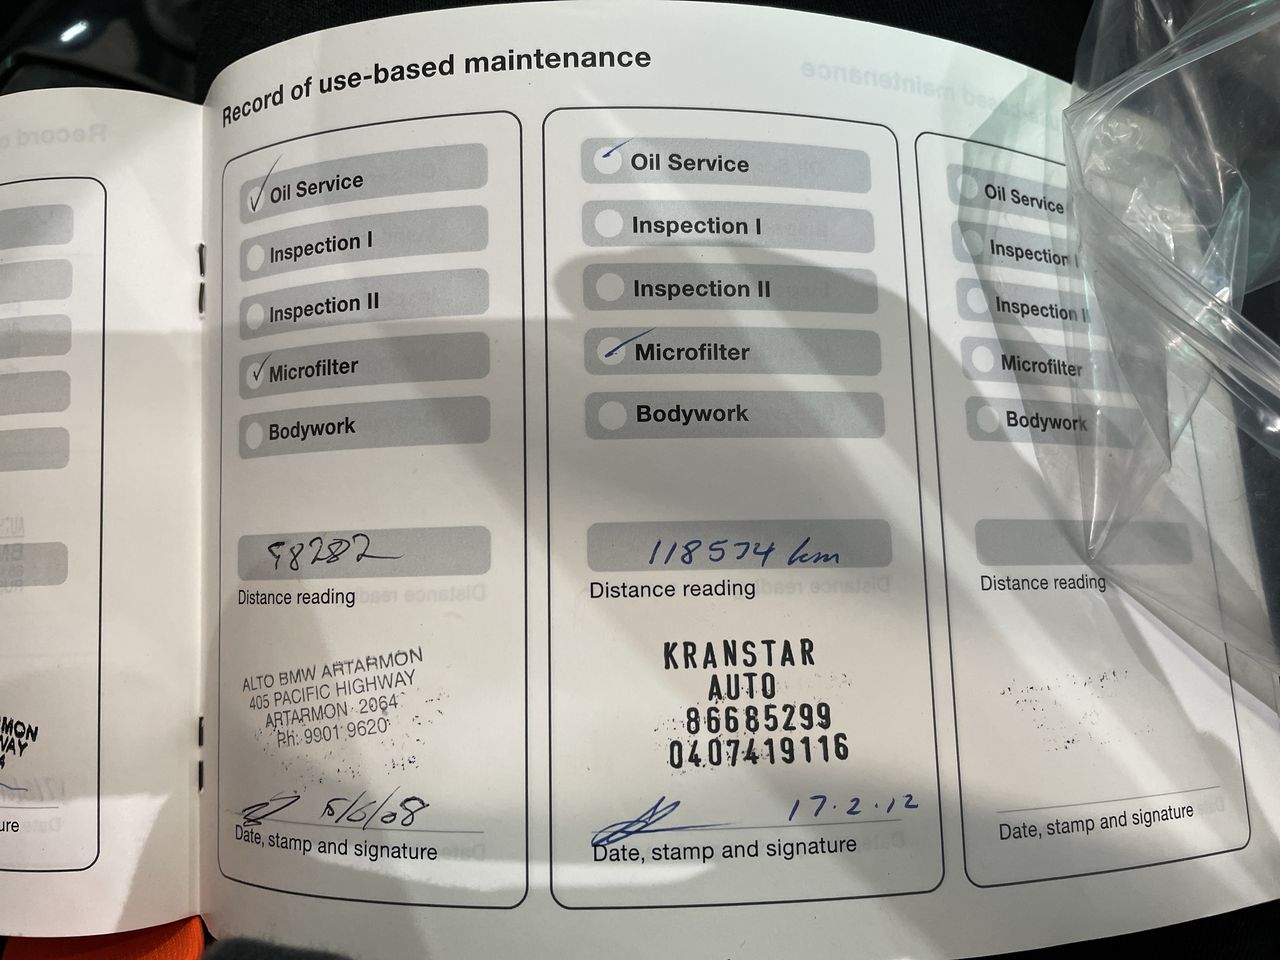 Record of use-based maintenance
Oil Service
Inspection I
Inspection II
Microfilter
Bodywork
98282
Distance reading
ALTO BMW ARTARMON
405 PACIFIC HIGHWAY
ARTARMON 2064
Ph: 9901 9620
5/6/08
Date, stamp and signature
Oil Service
Inspection I
Inspection II
Microfilter
Bodywork
118574 km
Distance reading
KRANSTAR
AUTO
86685299
0407419116
17.2.12
Date, stamp and signature
Oil Service
Inspection I
Inspection II
Microfilter
Bodywork
Distance reading
Date, stamp and signature